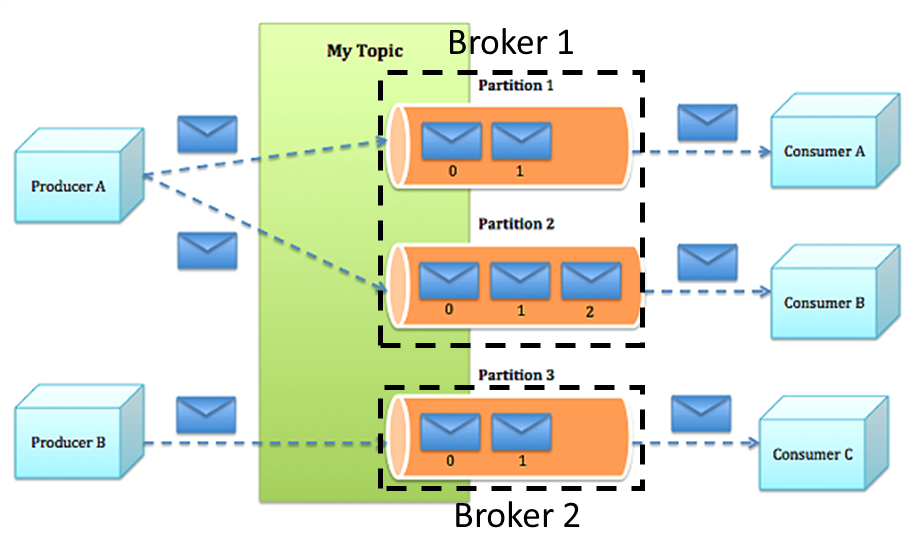 Broker 1
My Topic
Partition 1
Producer A
0 1
Consumer A
Partition 2
0 1 2
Consumer B
Partition 3
Producer B
0 1
Consumer C
Broker 2